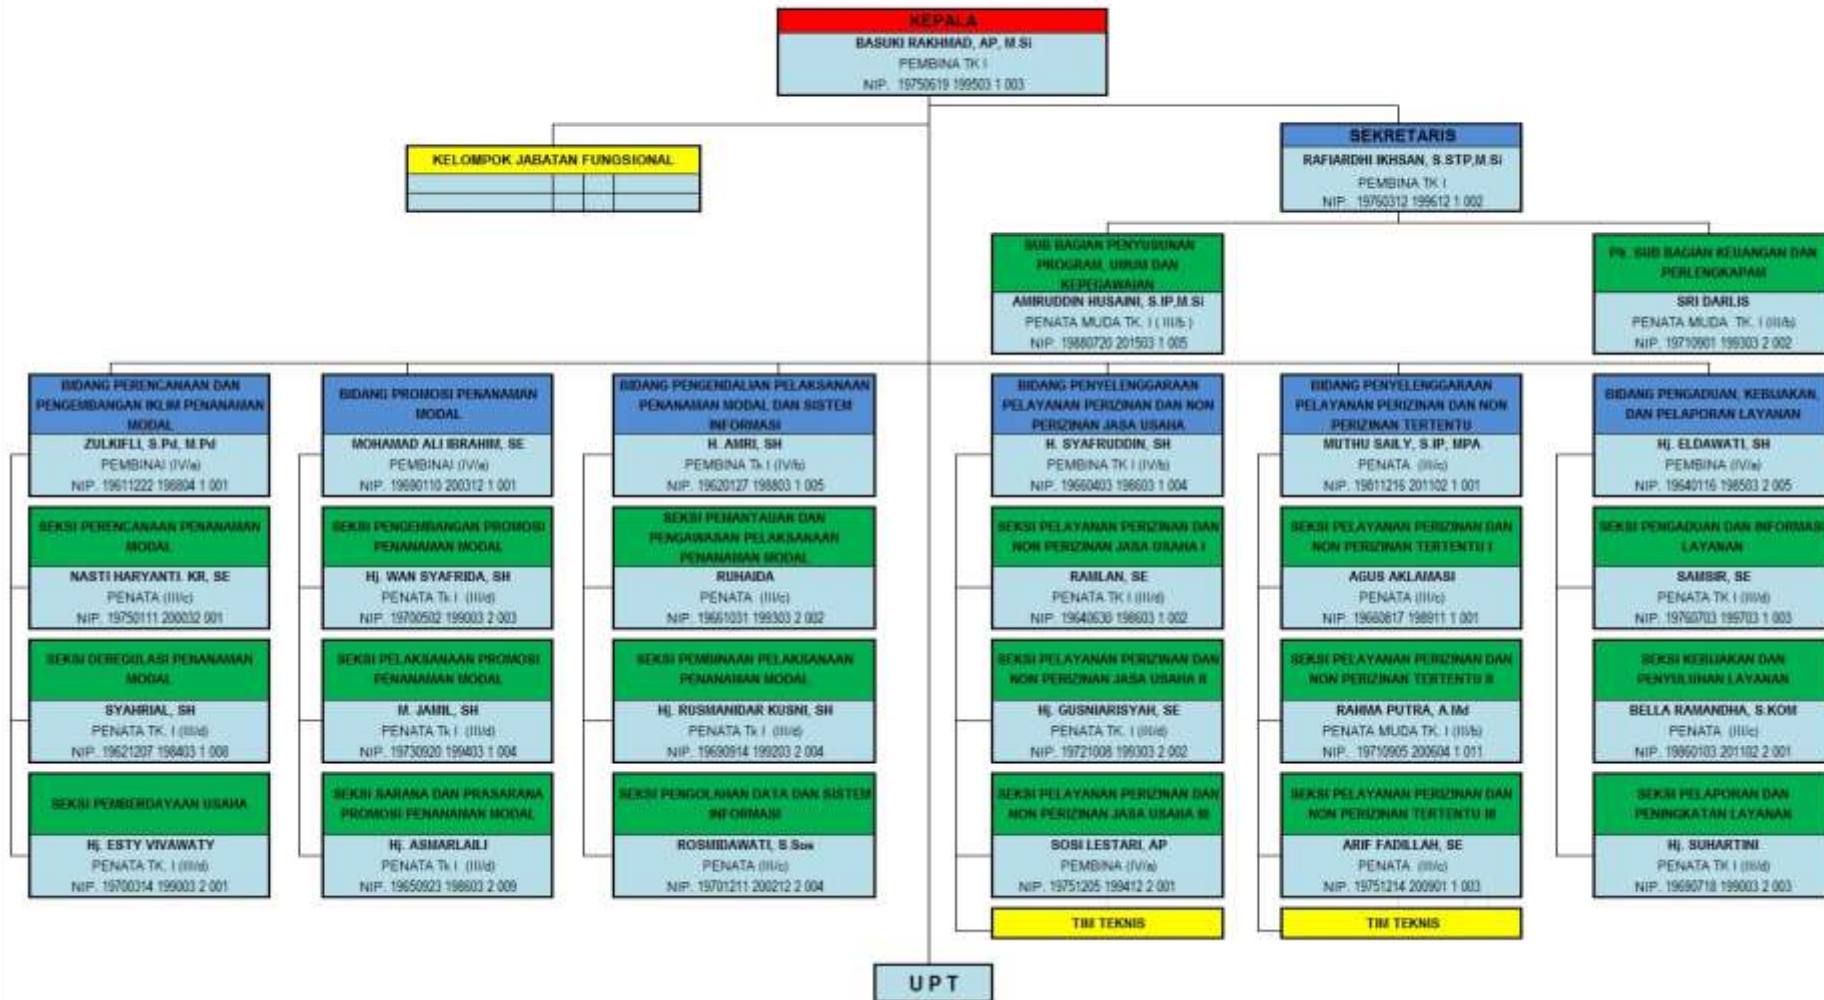 KEPALA
BASUKI RAKHMAD, AP, M.Si
PEMBINA TK I
NIP. 19750619 199503 1 003
KELOMPOK JABATAN FUNGSIONAL
SEKRETARIS
RAFIARDHI IKHSAN, S.STP,M.Si
PEMBINA TK I
NIP. 19760312 199612 1 002
SUB BAGIAN PENYUSUNAN
PROGRAM, UMUM DAN
KEPEGAWAIAN
AMIRUDDIN HUSAINI, S.IP,M.Si
PENATA MUDA TK. I ( III/b )
NIP. 19880720 201503 1 005
Plt. SUB BAGIAN KEUANGAN DAN
PERLENGKAPAM
SRI DARLIS
PENATA MUDA TK. I (III/b)
NIP. 19710901 199303 2 002
BIDANG PERENCANAAN DAN
PENGEMBANGAN IKLIM PENANAMAN
MODAL
ZULKIFLI, S.Pd, M.Pd
PEMBINAI (IV/a)
NIP. 19611222 198804 1 001
SEKSI PERENCANAAN PENANAMAN
MODAL
NASTI HARYANTI. KR, SE
PENATA (III/c)
NIP. 19750111 200032 001
SEKSI DEREGULASI PENANAMAN
MODAL
SYAHRIAL, SH
PENATA TK. I (III/d)
NIP. 19621207 198403 1 008
SEKSI PEMBERDAYAAN USAHA
Hj. ESTY VIVAWATY
PENATA TK. I (III/d)
NIP. 19700314 199003 2 001
BIDANG PROMOSI PENANAMAN
MODAL
MOHAMAD ALI IBRAHIM, SE
PEMBINAI (IV/a)
NIP. 19690110 200312 1 001
SEKSI PENGEMBANGAN PROMOSI
PENANAMAN MODAL
Hj. WAN SYAFRIDA, SH
PENATA Tk I (III/d)
NIP. 19700502 199003 2 003
SEKSI PELAKSANAAN PROMOSI
PENANAMAN MODAL
M. JAMIL, SH
PENATA Tk I (III/d)
NIP. 19730920 199403 1 004
SEKSI SARANA DAN PRASARANA
PROMOSI PENANAMAN MODAL
Hj. ASMARLAILI
PENATA Tk I (III/d)
NIP. 19650923 198603 2 009
BIDANG PENGENDALIAN PELAKSANAAN
PENANAMAN MODAL DAN SISTEM
INFORMASI
H. AMRI, SH
PEMBINA Tk I (IV/b)
NIP. 19620127 198803 1 005
SEKSI PEMANTAUAN DAN
PENGAWASAN PELAKSANAAN
PENANAMAN MODAL
RUHAIDA
PENATA (III/c)
NIP. 19661031 199303 2 002
SEKSI PEMBINAAN PELAKSANAAN
PENANAMAN MODAL
Hj. RUSMANIDAR KUSNI, SH
PENATA Tk I (III/d)
NIP. 19690914 199203 2 004
SEKSI PENGOLAHAN DATA DAN SISTEM
INFORMASI
ROSMIDAWATI, S.Sos
PENATA (III/c)
NIP. 19701211 200212 2 004
BIDANG PENYELENGGARAAN
PELAYANAN PERIZINAN DAN NON
PERIZINAN JASA USAHA
H. SYAFRUDDIN, SH
PEMBINA TK I (IV/b)
NIP. 19660403 198603 1 004
SEKSI PELAYANAN PERIZINAN DAN
NON PERIZINAN JASA USAHA I
RAMLAN, SE
PENATA TK I (III/d)
NIP. 19640630 198603 1 002
SEKSI PELAYANAN PERIZINAN DAN
NON PERIZINAN JASA USAHA II
Hj. GUSNIARISYAH, SE
PENATA TK. I (III/d)
NIP. 19721008 199303 2 002
SEKSI PELAYANAN PERIZINAN DAN
NON PERIZINAN JASA USAHA III
SOSI LESTARI, AP
PEMBINA (IV/a)
NIP. 19751205 199412 2 001
TIM TEKNIS
BIDANG PENYELENGGARAAN
PELAYANAN PERIZINAN DAN NON
PERIZINAN TERTENTU
MUTHU SAILY, S.IP, MPA
PENATA (III/c)
NIP. 19811216 201102 1 001
SEKSI PELAYANAN PERIZINAN DAN
NON PERIZINAN TERTENTU I
AGUS AKLAMASI
PENATA (III/c)
NIP. 19660817 198911 1 001
SEKSI PELAYANAN PERIZINAN DAN
NON PERIZINAN TERTENTU II
RAHMA PUTRA, A.Md
PENATA MUDA TK. I (III/b)
NIP. 19710905 200604 1 011
SEKSI PELAYANAN PERIZINAN DAN
NON PERIZINAN TERTENTU III
ARIF FADILLAH, SE
PENATA (III/c)
NIP. 19751214 200901 1 003
TIM TEKNIS
BIDANG PENGADUAN, KEBIJAKAN,
DAN PELAPORAN LAYANAN
Hj. ELDAWATI, SH
PEMBINA (IV/a)
NIP. 19640116 198503 2 005
SEKSI PENGADUAN DAN INFORMASI
LAYANAN
SAMSIR, SE
PENATA TK I (III/d)
NIP. 19760703 199703 1 003
SEKSI KEBIJAKAN DAN
PENYULUHAN LAYANAN
BELLA RAMANDHA, S.KOM
PENATA (III/c)
NIP. 19860103 201102 2 001
SEKSI PELAPORAN DAN
PENINGKATAN LAYANAN
Hj. SUHARTINI
PENATA TK I (III/d)
NIP. 19690718 199003 2 003
U P T